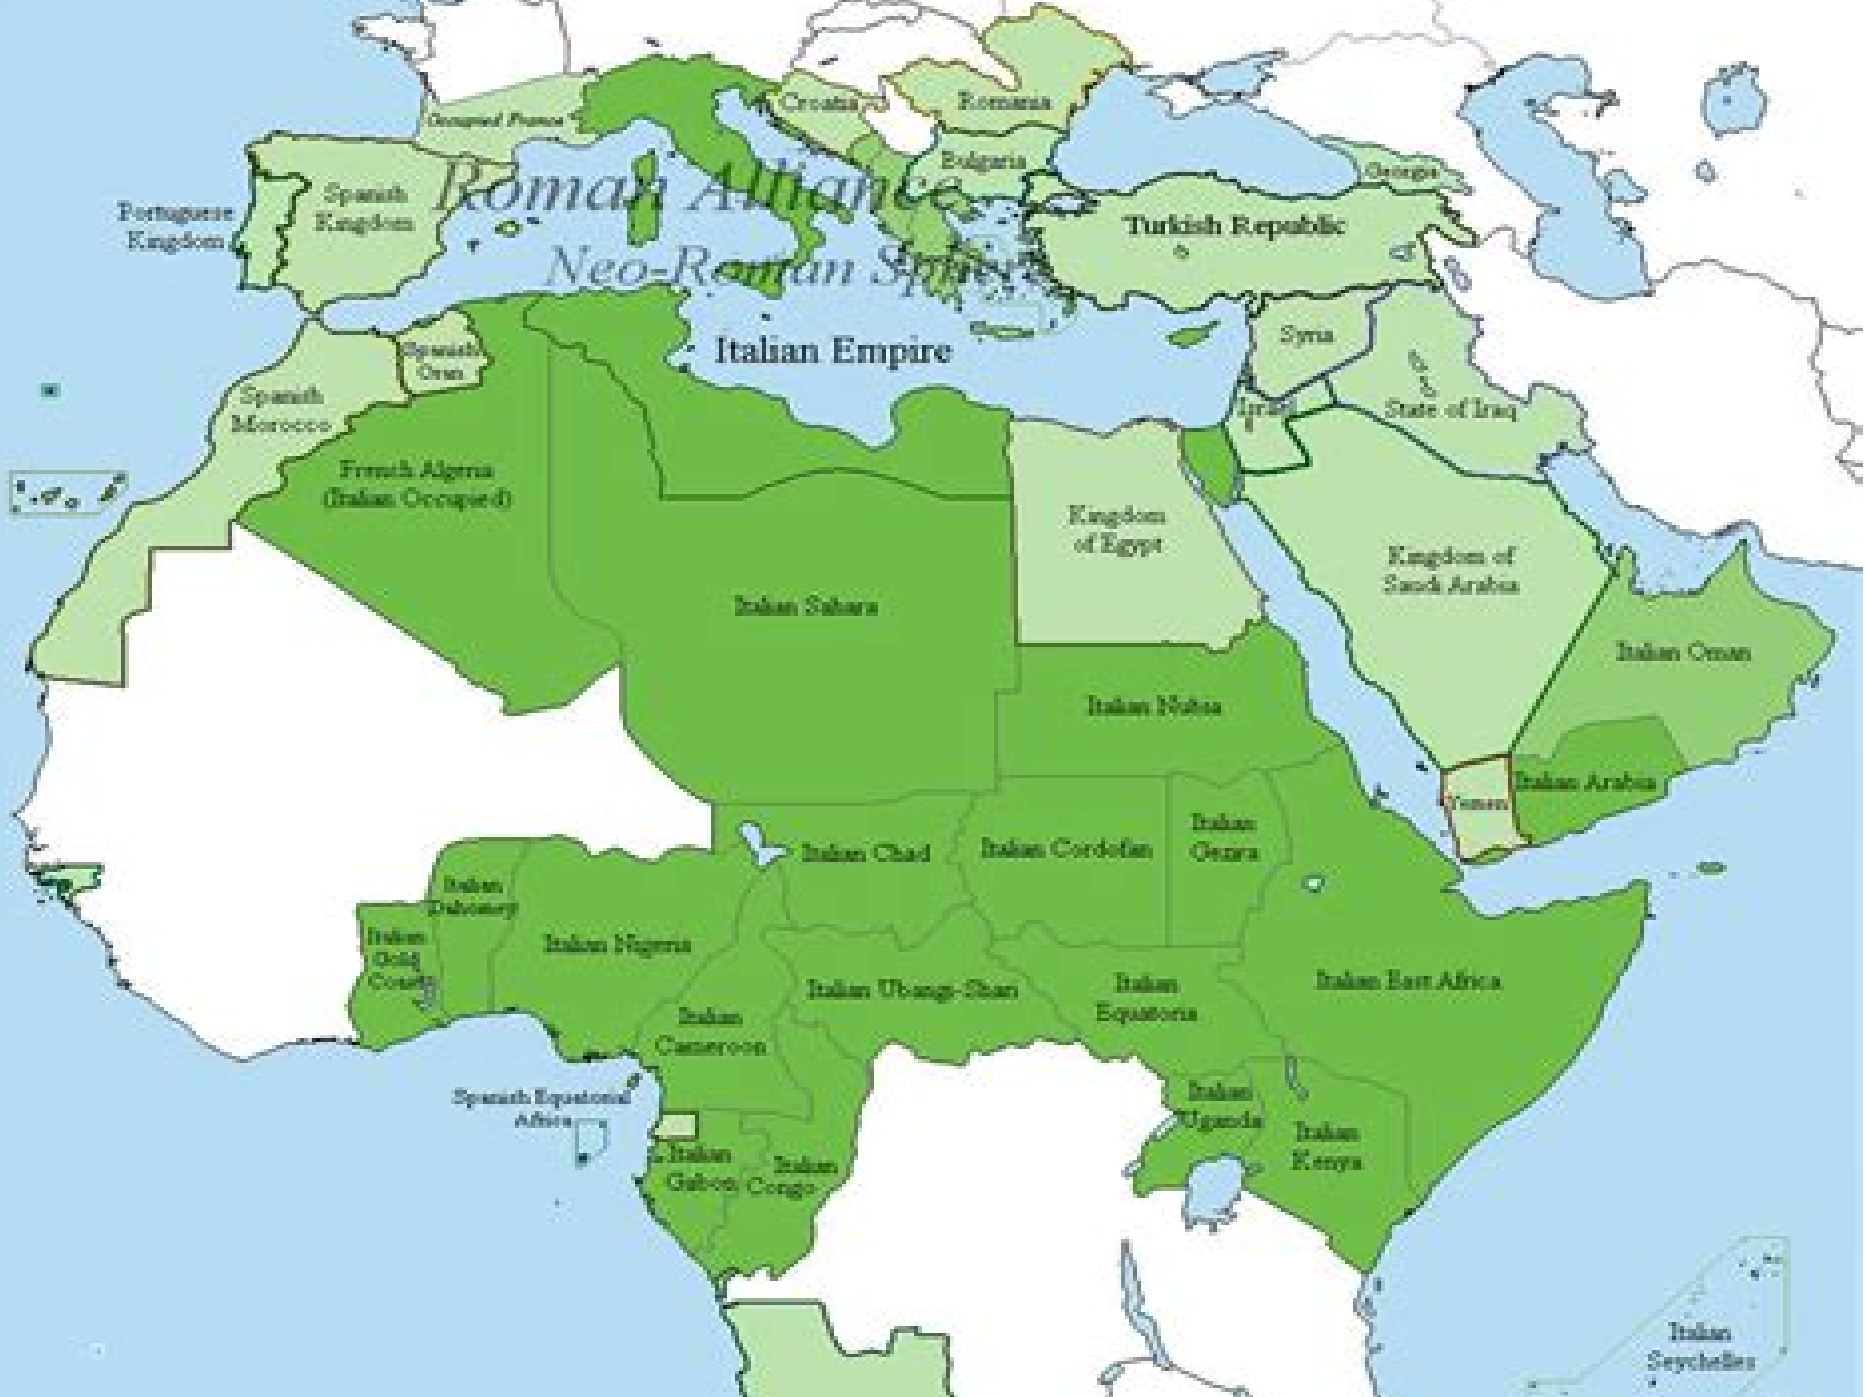 Croatia
Romania
Occupied France
Bulgaria
Georgia
Roman Alliance
Spanish
Kingdom
Portuguese
Kingdom
Turkish Republic
Neo-Roman Sphere
Syria
Italian Empire
Spanish
Oran
Spanish
Morocco
Israel
State of Iraq
French Algeria
(Italian Occupied)
Kingdom
of Egypt
Kingdom of
Saudi Arabia
Italian Sahara
Italian Oman
Italian Nubia
Italian Arabia
Yemen
Italian
Gezira
Italian Chad
Italian Cordofan
Italian
Dahomey
Italian
Gold
Coast
Italian Nigeria
Italian Ubangi-Shari
Italian East Africa
Italian
Equatoria
Italian
Cameroon
Spanish Equatorial
Africa
Italian
Uganda
Italian
Kenya
Italian
Gabon
Italian
Congo
Italian
Seychelles